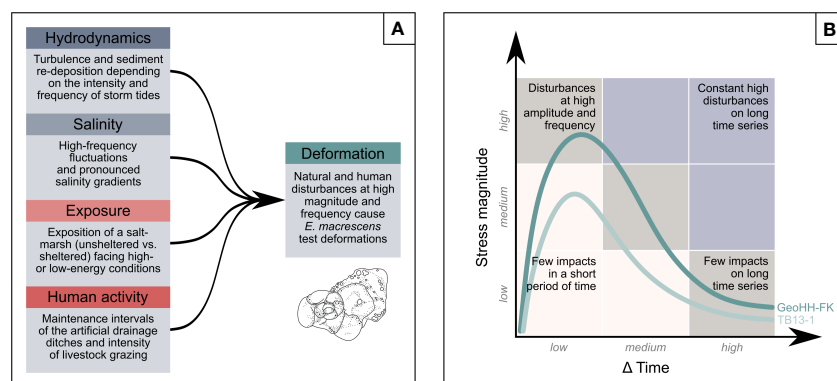 A
Hydrodynamics
Turbulence and sediment
re-deposition depending
on the intensity and
frequency of storm tides
Salinity
High-frequency
fluctuations
and pronounced
salinity gradients
Exposure
Exposition of a salt-
marsh (unsheltered vs.
sheltered) facing high-
or low-energy conditions
Human activity
Maintenance intervals
of the artificial drainage
ditches and intensity
of livestock grazing
Deformation
Natural and human
disturbances at high
magnitude and
frequency cause
E. macrescens
test deformations
B
Stress magnitude
high
medium
low
Disturbances
at high
amplitude and
frequency
Constant high
disturbances
on long
time series
Few impacts
in a short
period of time
Few impacts
on long
time series
GeoHH-FK
TB13-1
low
medium
high
Δ Time